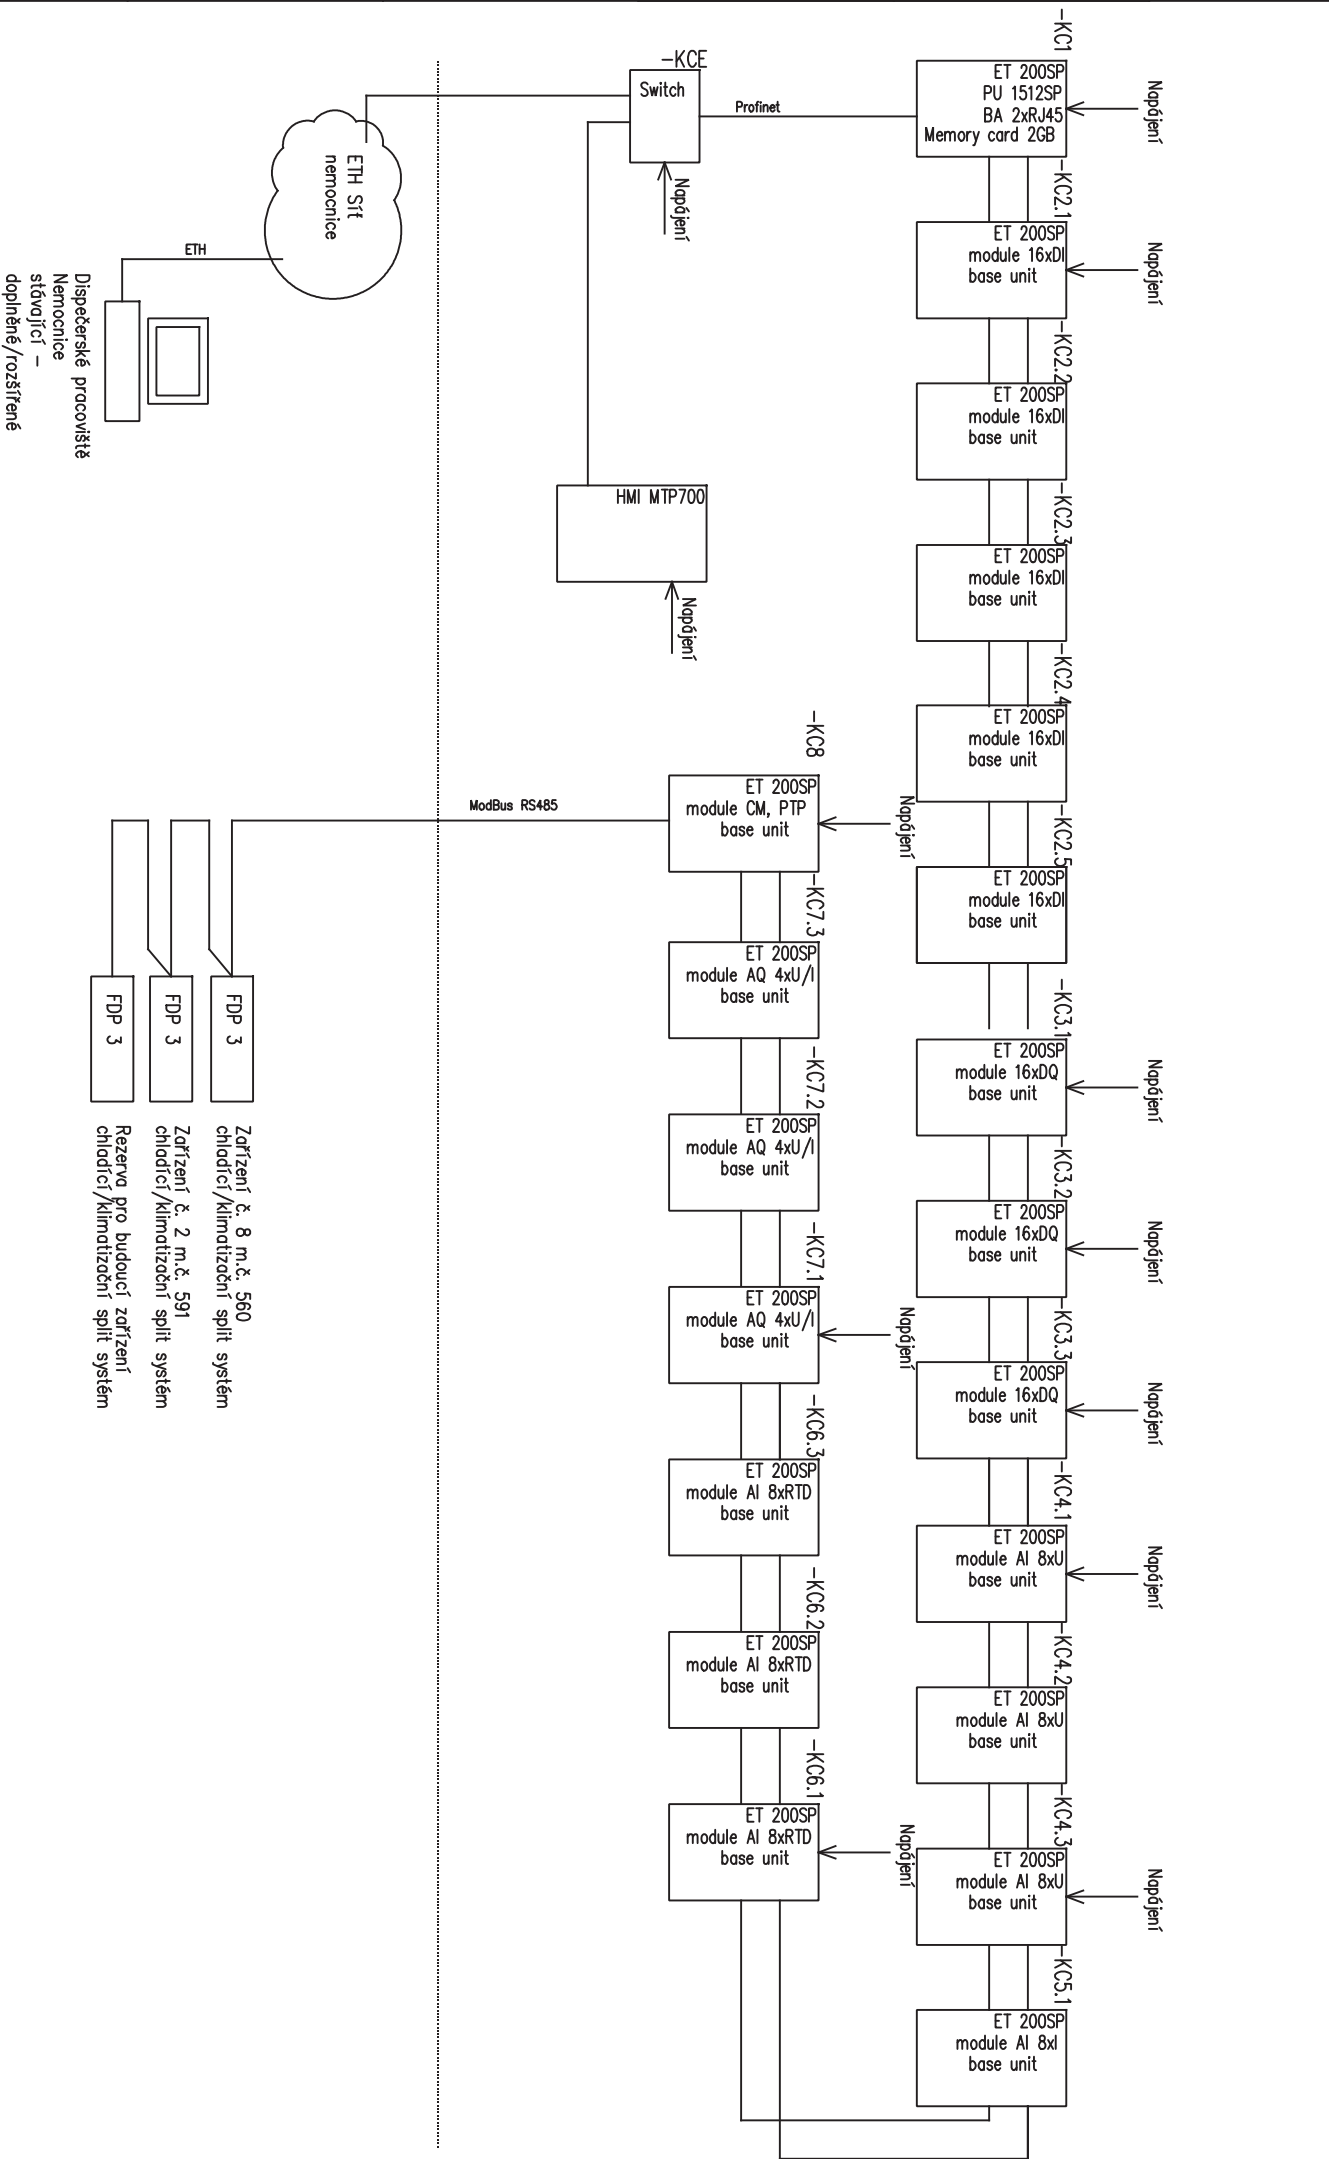 -KC1
ET 200SP
PU 1512SP
BA 2xRJ45
Memory card 2GB
Napájení
-KCE
Switch
Profinet
Napájení
ETH Síť
nemocnice
ETH
Dispečerské pracoviště
Nemocnice
stávající -
doplněné/rozšířené
HMI MTP700
Napájení
-KC2.1
ET 200SP
module 16xDI
base unit
Napájení
-KC2.2
ET 200SP
module 16xDI
base unit
-KC2.3
ET 200SP
module 16xDI
base unit
-KC2.4
ET 200SP
module 16xDI
base unit
-KC2.5
ET 200SP
module 16xDI
base unit
-KC3.1
ET 200SP
module 16xDQ
base unit
Napájení
-KC3.2
ET 200SP
module 16xDQ
base unit
Napájení
-KC3.3
ET 200SP
module 16xDQ
base unit
Napájení
-KC4.1
ET 200SP
module AI 8xU
base unit
Napájení
-KC4.2
ET 200SP
module AI 8xU
base unit
-KC4.3
ET 200SP
module AI 8xU
base unit
Napájení
-KC5.1
ET 200SP
module AI 8xI
base unit
-KC8
ET 200SP
module CM, PTP
base unit
Napájení
ModBus RS485
-KC7.3
ET 200SP
module AQ 4xU/I
base unit
-KC7.2
ET 200SP
module AQ 4xU/I
base unit
-KC7.1
ET 200SP
module AQ 4xU/I
base unit
Napájení
-KC6.3
ET 200SP
module AI 8xRTD
base unit
-KC6.2
ET 200SP
module AI 8xRTD
base unit
-KC6.1
ET 200SP
module AI 8xRTD
base unit
Napájení
FDP 3
Zařízení č. 8 m.č. 560
chladící/klimatizační split systém
FDP 3
Zařízení č. 2 m.č. 591
chladící/klimatizační split systém
FDP 3
Rezerva pro budoucí zařízení
chladící/klimatizační split systém